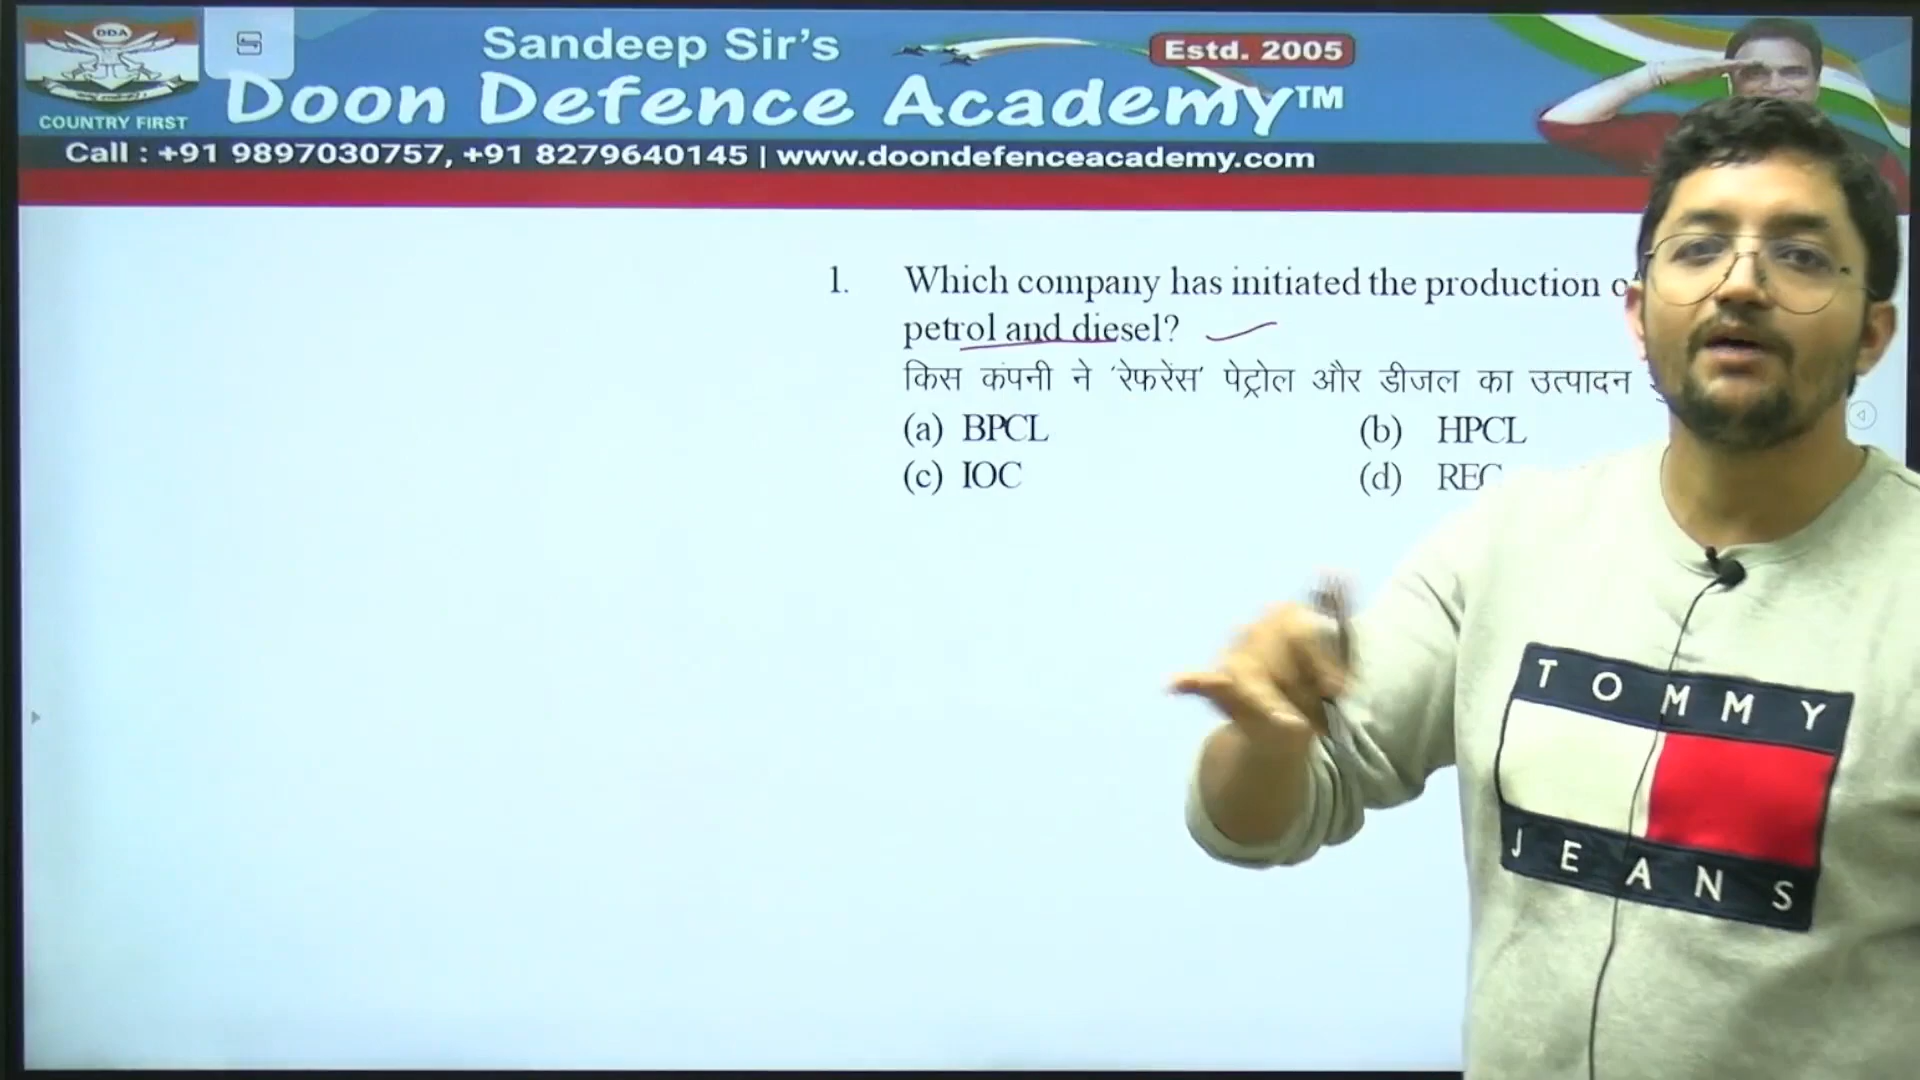 DDA
COUNTRY FIRST
Sandeep Sir's
Estd. 2005
Doon Defence Academy™
Call : +91 9897030757, +91 8279640145 | www.doondefenceacademy.com
1. Which company has initiated the production
petrol and diesel?
किस कंपनी ने 'रेफरेंस' पेट्रोल और डीजल का उत्पादन
(a) BPCL (b) HPCL
(c) IOC (d) REC
TOMMY
JEANS